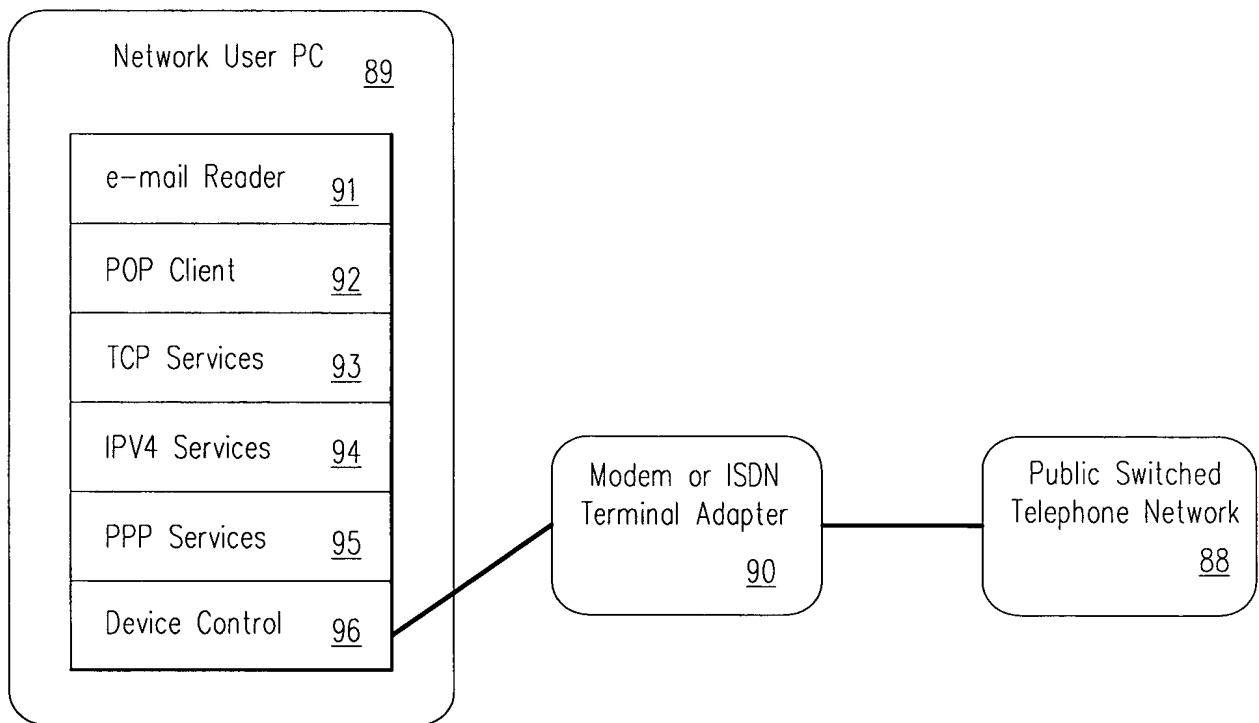 Network User PC 89
e-mail Reader 91
POP Client 92
TCP Services 93
IPV4 Services 94
PPP Services 95
Device Control 96
Modem or ISDN
Terminal Adapter
90
Public Switched
Telephone Network
88